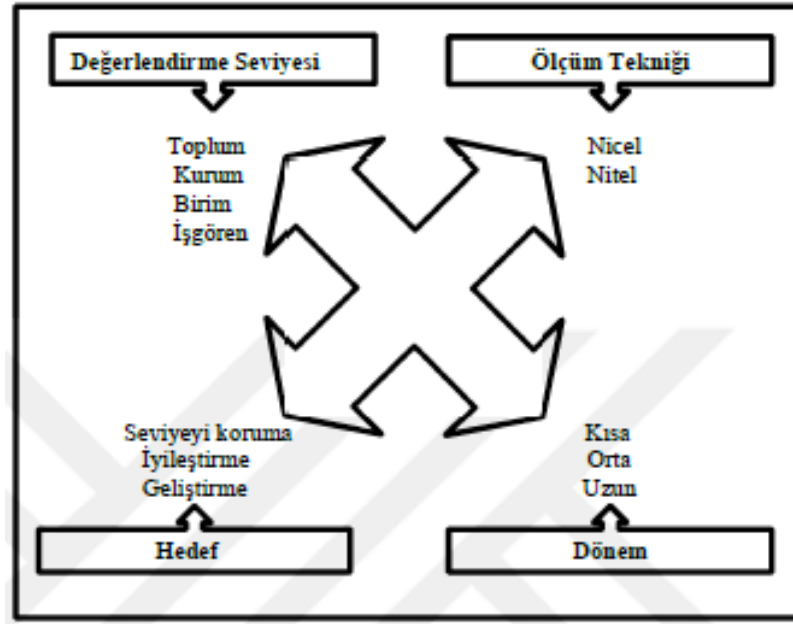 Değerlendirme Seviyesi
Toplum
Kurum
Birim
İşgören
Ölçüm Tekniği
Nicel
Nitel
Seviyeyi koruma
İyileştirme
Geliştirme
Hedef
Kısa
Orta
Uzun
Dönem